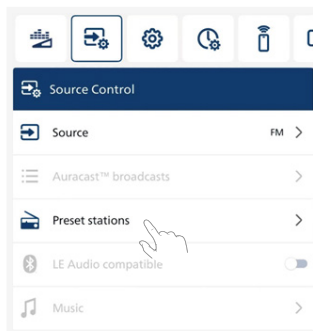 Source Control
Source FM
Auracast™ broadcasts
Preset stations
LE Audio compatible
Music